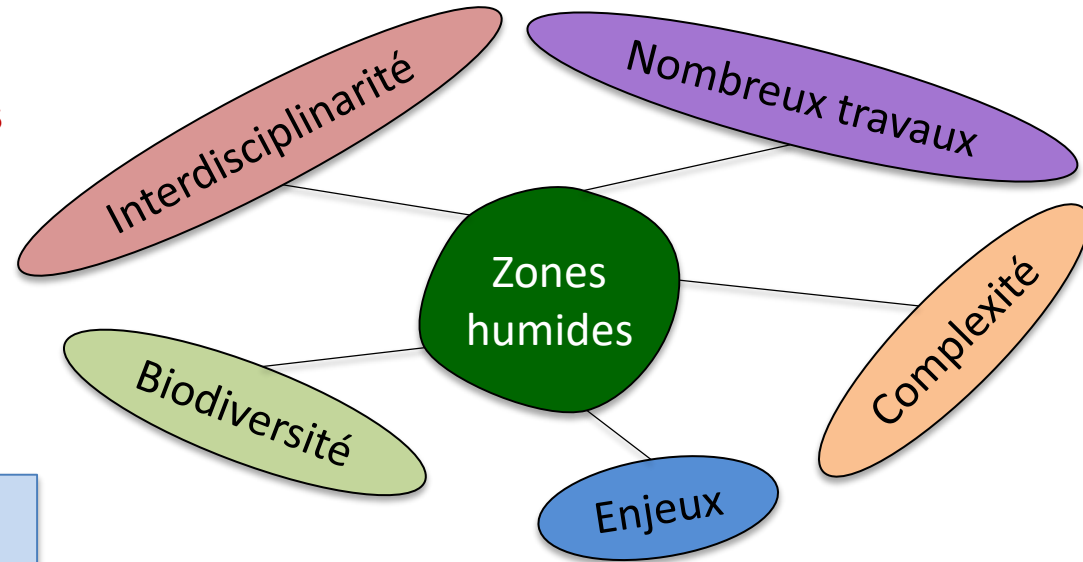 Interdisciplinarité
Nombreux travaux
Zones
humides
Complexité
Biodiversité
Enjeux